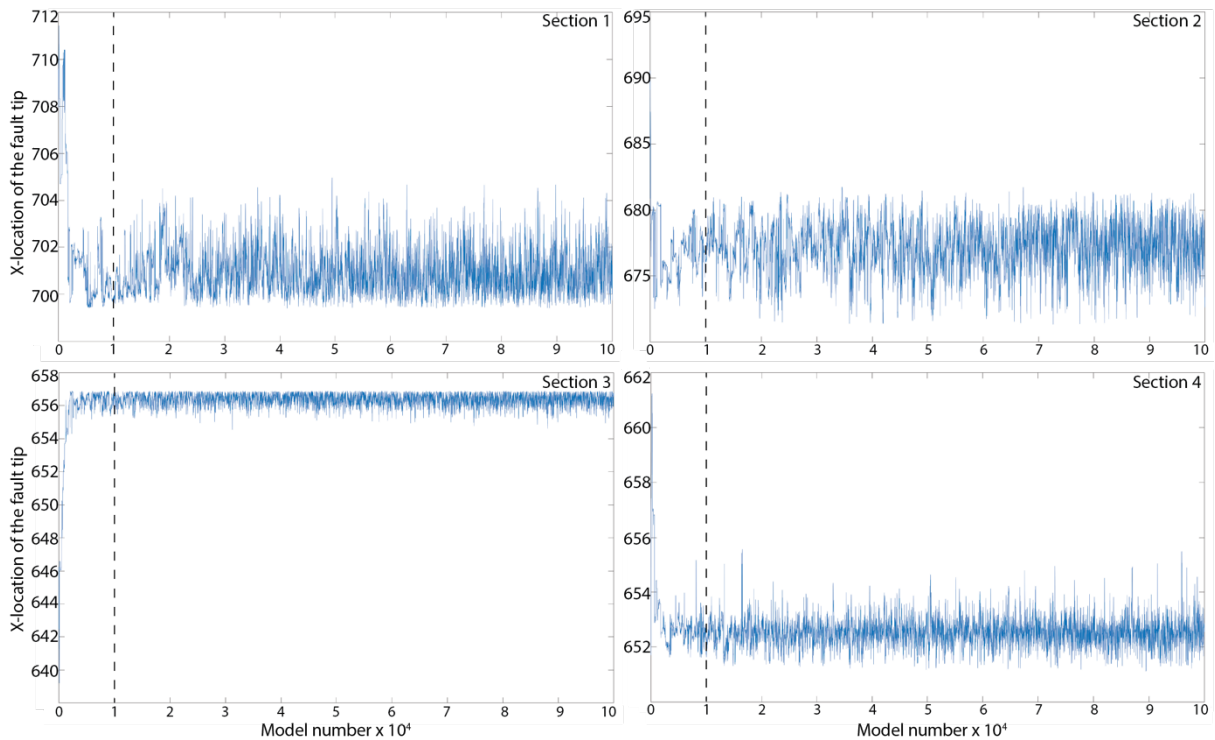 Section 1
X-location of the fault tip
712
710
708
706
704
702
700
0 1 2 3 4 5 6 7 8 9 10
Section 2
695
690
685
680
675
0 1 2 3 4 5 6 7 8 9 10
Section 3
X-location of the fault tip
658
656
654
652
650
648
646
644
642
640
0 1 2 3 4 5 6 7 8 9 10
Model number x 10⁴
Section 4
662
660
658
656
654
652
0 1 2 3 4 5 6 7 8 9 10
Model number x 10⁴